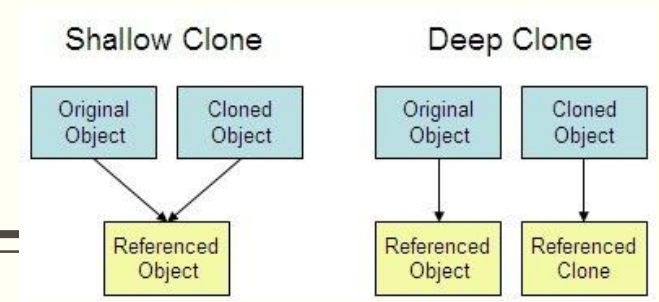 Shallow Clone
Deep Clone
Original
Object
Cloned
Object
Original
Object
Cloned
Object
Referenced
Object
Referenced
Object
Referenced
Clone